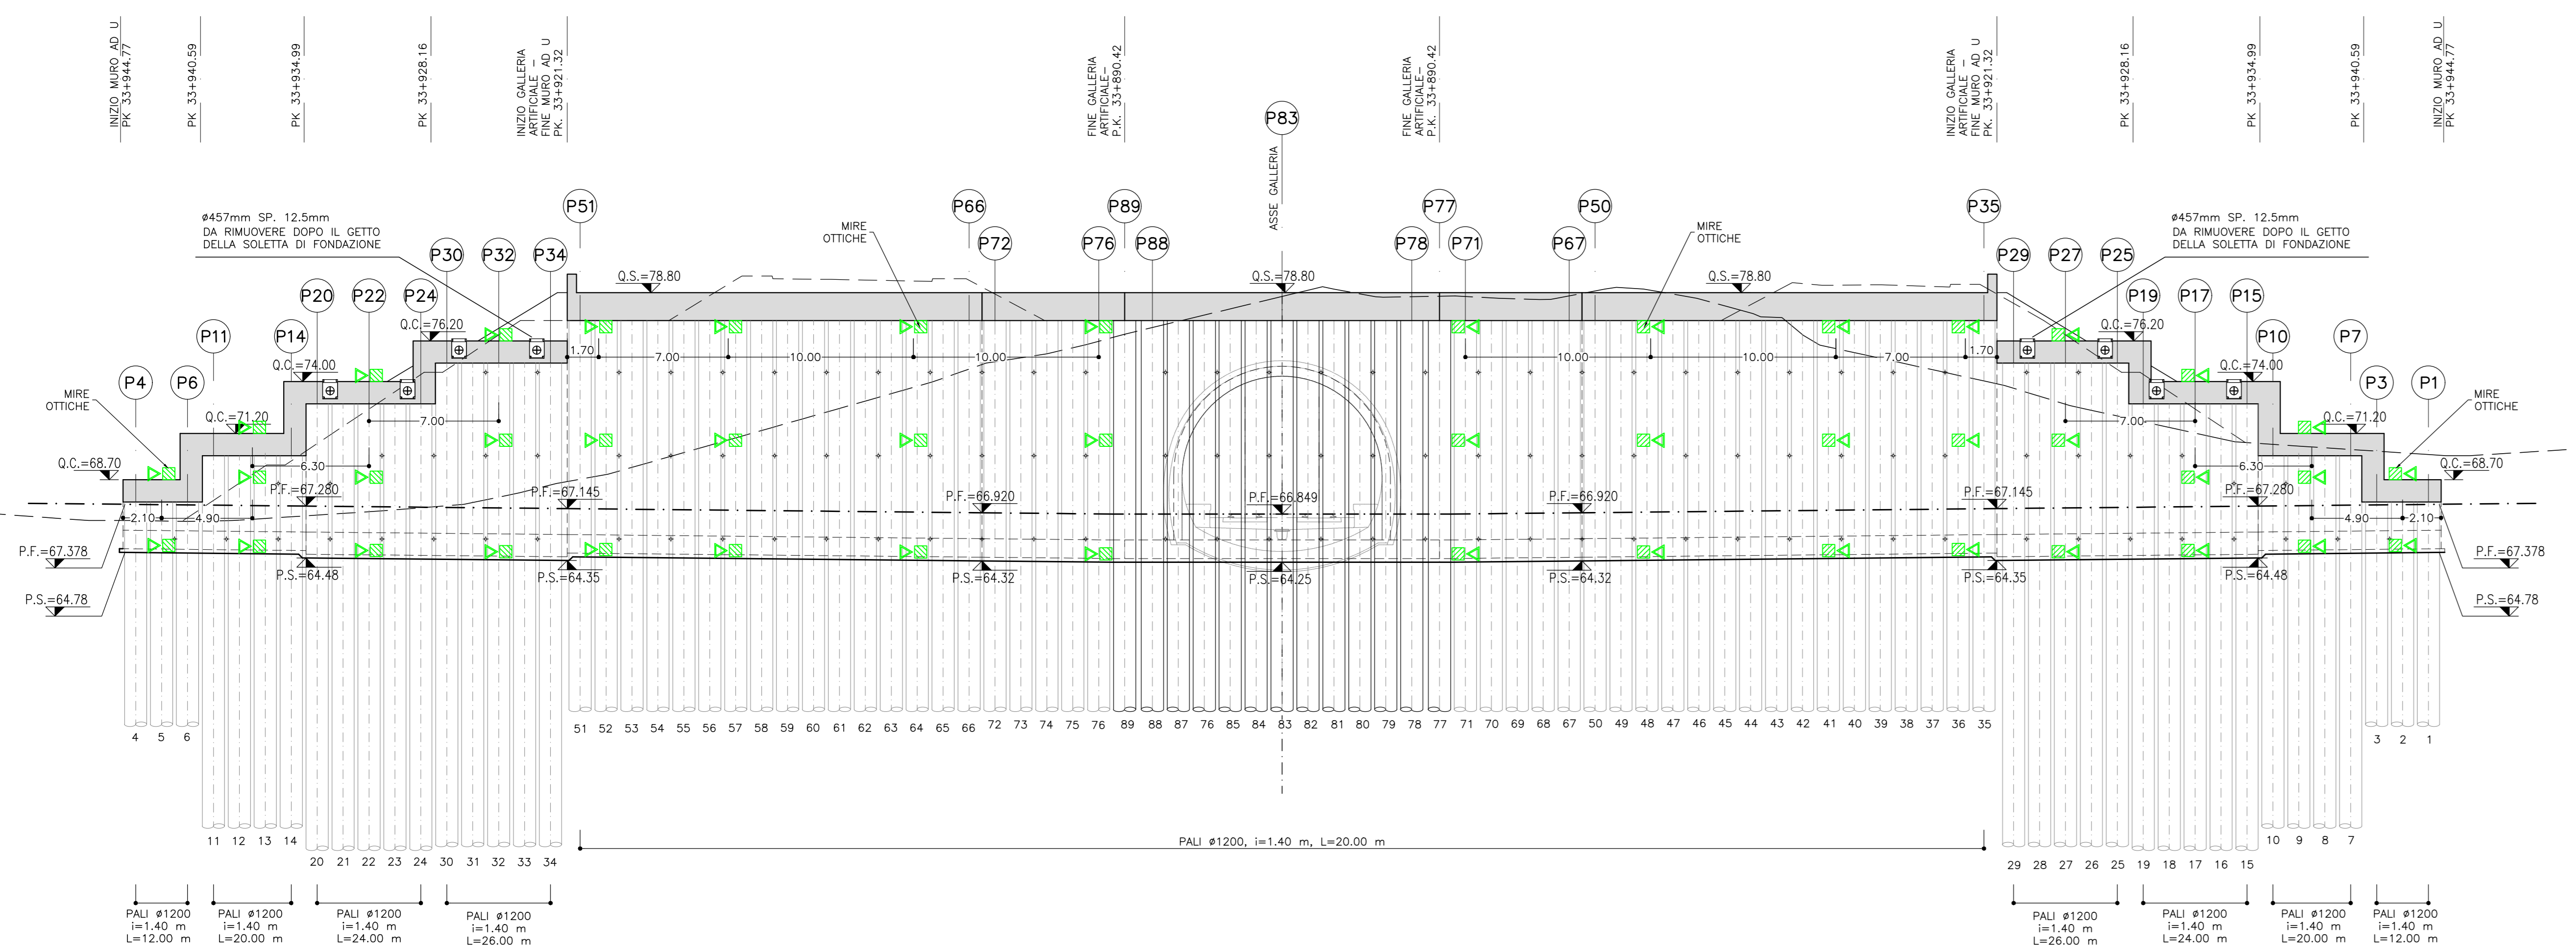 INIZIO MURO AD U
PK 33+944.77
PK 33+940.59
PK 33+934.99
PK 33+928.16
INIZIO GALLERIA
ARTIFICIALE -
FINE MURO AD U
PK. 33+921.32
FINE GALLERIA
ARTIFICIALE-
P.K. 33+890.42
ASSE GALLERIA
FINE GALLERIA
ARTIFICIALE-
P.K. 33+890.42
INIZIO GALLERIA
ARTIFICIALE -
FINE MURO AD U
PK. 33+921.32
PK 33+928.16
PK 33+934.99
PK 33+940.59
INIZIO MURO AD U
PK 33+944.77
P83
P51
P66
P89
P77
P50
P35
ø457mm SP. 12.5mm
DA RIMUOVERE DOPO IL GETTO
DELLA SOLETTA DI FONDAZIONE
MIRE
OTTICHE
MIRE
OTTICHE
ø457mm SP. 12.5mm
DA RIMUOVERE DOPO IL GETTO
DELLA SOLETTA DI FONDAZIONE
P30
P32
P34
P72
P76
P88
P78
P71
P67
P29
P27
P25
Q.S.=78.80
Q.S.=78.80
Q.S.=78.80
P20
P22
P24
P19
P17
P15
Q.C.=76.20
Q.C.=76.20
P11
P14
P10
P7
1.70
7.00
10.00
10.00
10.00
10.00
7.00
1.70
Q.C.=74.00
Q.C.=74.00
P4
P6
P3
P1
MIRE
OTTICHE
MIRE
OTTICHE
Q.C.=71.20
7.00
7.00
Q.C.=71.20
Q.C.=68.70
6.30
6.30
Q.C.=68.70
P.F.=67.280
P.F.=67.145
P.F.=66.920
P.F.=66.849
P.F.=66.920
P.F.=67.145
P.F.=67.280
2.10
4.90
4.90
2.10
P.F.=67.378
P.F.=67.378
P.S.=64.48
P.S.=64.35
P.S.=64.32
P.S.=64.25
P.S.=64.32
P.S.=64.35
P.S.=64.48
P.S.=64.78
P.S.=64.78
4 5 6
51 52 53 54 55 56 57 58 59 60 61 62 63 64 65 66 72 73 74 75 76 89 88 87 76 85 84 83 82 81 80 79 78 77 71 70 69 68 67 50 49 48 47 46 45 44 43 42 41 40 39 38 37 36 35
3 2 1
11 12 13 14
10 9 8 7
20 21 22 23 24 30 31 32 33 34
29 28 27 26 25 19 18 17 16 15
PALI ø1200, i=1.40 m, L=20.00 m
PALI ø1200
i=1.40 m
L=12.00 m
PALI ø1200
i=1.40 m
L=20.00 m
PALI ø1200
i=1.40 m
L=24.00 m
PALI ø1200
i=1.40 m
L=26.00 m
PALI ø1200
i=1.40 m
L=26.00 m
PALI ø1200
i=1.40 m
L=24.00 m
PALI ø1200
i=1.40 m
L=20.00 m
PALI ø1200
i=1.40 m
L=12.00 m